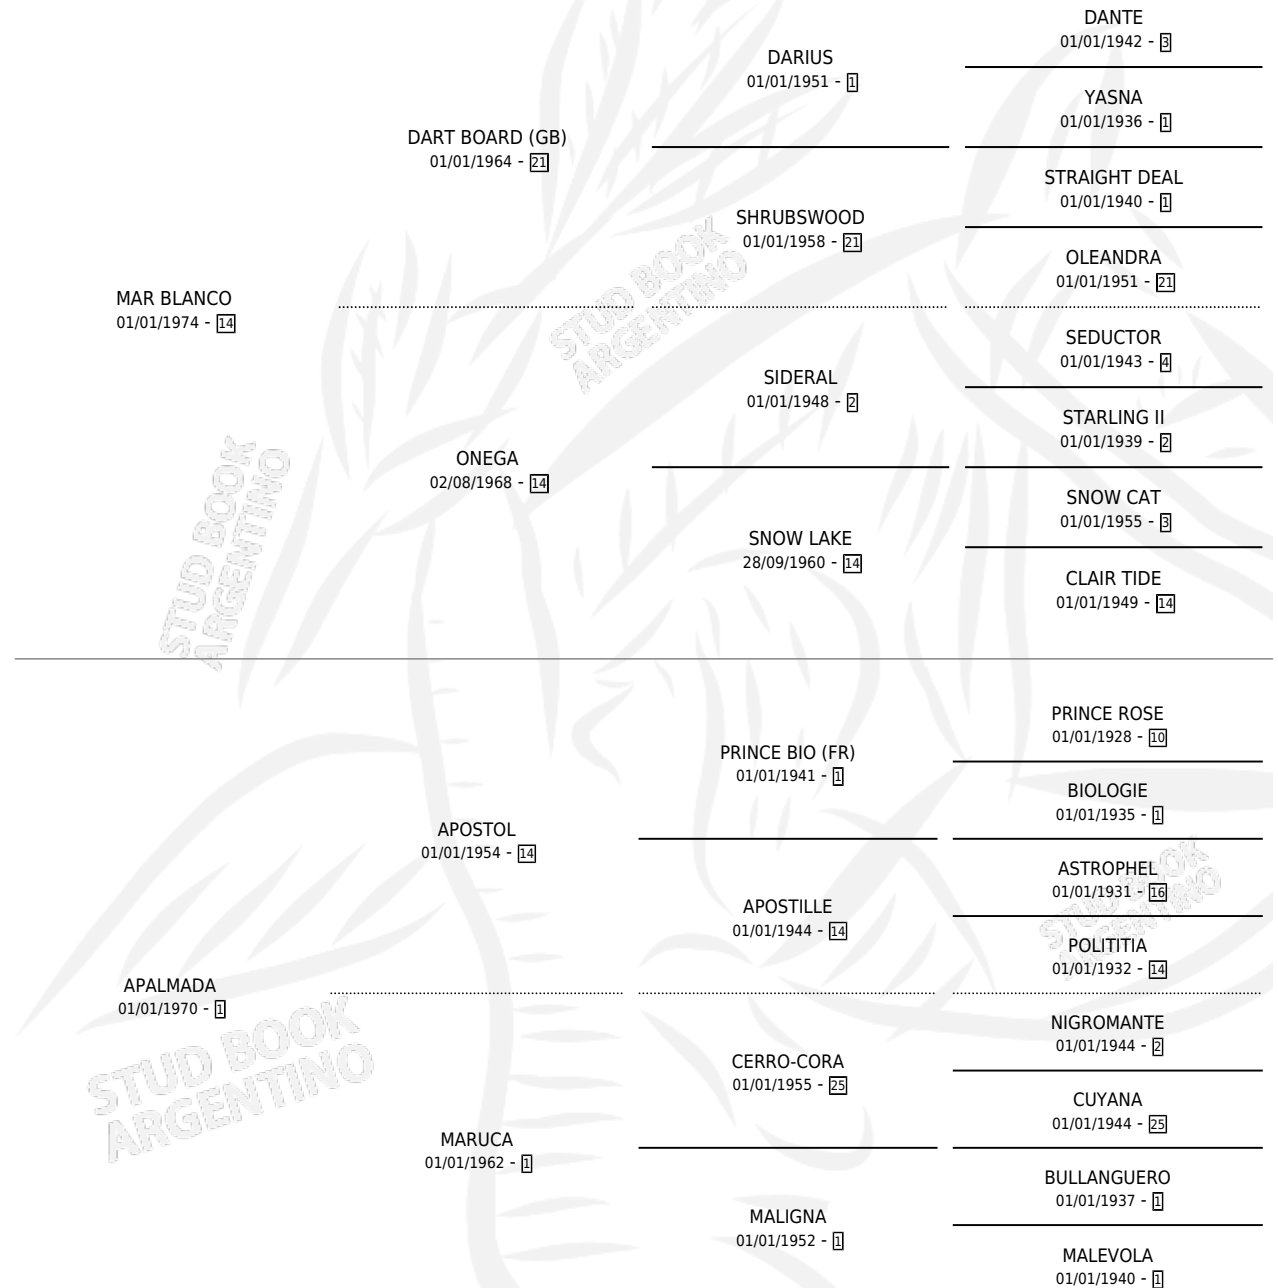 DANTE
01/01/1942 - 3
DARIUS
01/01/1951 - 1
YASNA
01/01/1936 - 1
DART BOARD (GB)
01/01/1964 - 21
STRAIGHT DEAL
01/01/1940 - 1
SHRUBSWOOD
01/01/1958 - 21
OLEANDRA
01/01/1951 - 21
MAR BLANCO
01/01/1974 - 14
SEDUCTOR
01/01/1943 - 4
SIDERAL
01/01/1948 - 2
STARLING II
01/01/1939 - 2
ONEGA
02/08/1968 - 14
SNOW CAT
01/01/1955 - 3
SNOW LAKE
28/09/1960 - 14
CLAIR TIDE
01/01/1949 - 14
PRINCE ROSE
01/01/1928 - 10
PRINCE BIO (FR)
01/01/1941 - 1
BIOLOGIE
01/01/1935 - 1
APOSTOL
01/01/1954 - 14
ASTROPHEL
01/01/1931 - 16
APOSTILLE
01/01/1944 - 14
POLITITIA
01/01/1932 - 14
APALMADA
01/01/1970 - 1
NIGROMANTE
01/01/1944 - 2
CERRO-CORA
01/01/1955 - 25
CUYANA
01/01/1944 - 25
MARUCA
01/01/1962 - 1
BULLANGUERO
01/01/1937 - 1
MALIGNA
01/01/1952 - 1
MALEVOLA
01/01/1940 - 1
STUD BOOK
ARGENTINO
STUD BOOK
ARGENTINO
STUD BOOK
ARGENTINO
STUD BOOK
ARGENTINO